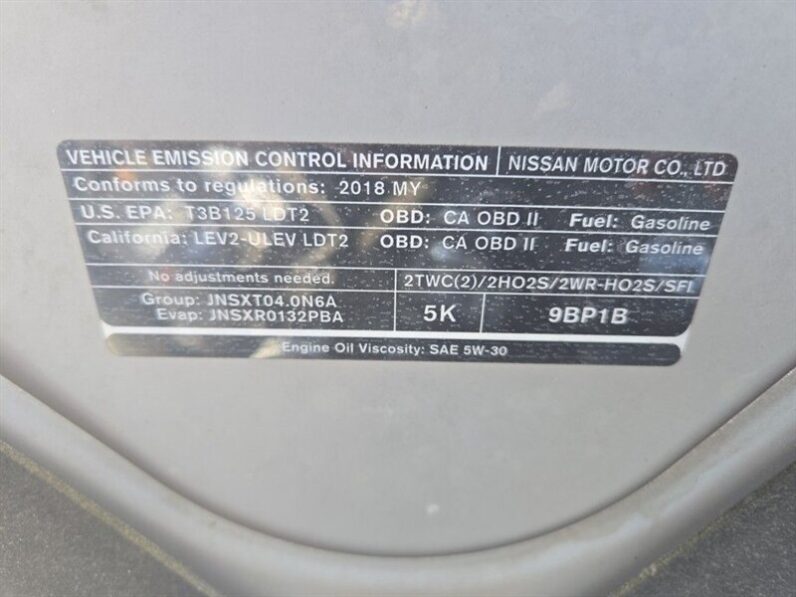 VEHICLE EMISSION CONTROL INFORMATION | NISSAN MOTOR CO., LTD
Conforms to regulations: 2018 MY
U.S. EPA: T3B125 LDT2 OBD: CA OBD II Fuel: Gasoline
California: LEV2-ULEV LDT2 OBD: CA OBD II Fuel: Gasoline
No adjustments needed. 2TWC(2)/2HO2S/2WR-HO2S/SFI
Group: JNSXT04.0N6A
Evap: JNSXR0132PBA 5K 9BP1B
Engine Oil Viscosity: SAE 5W-30